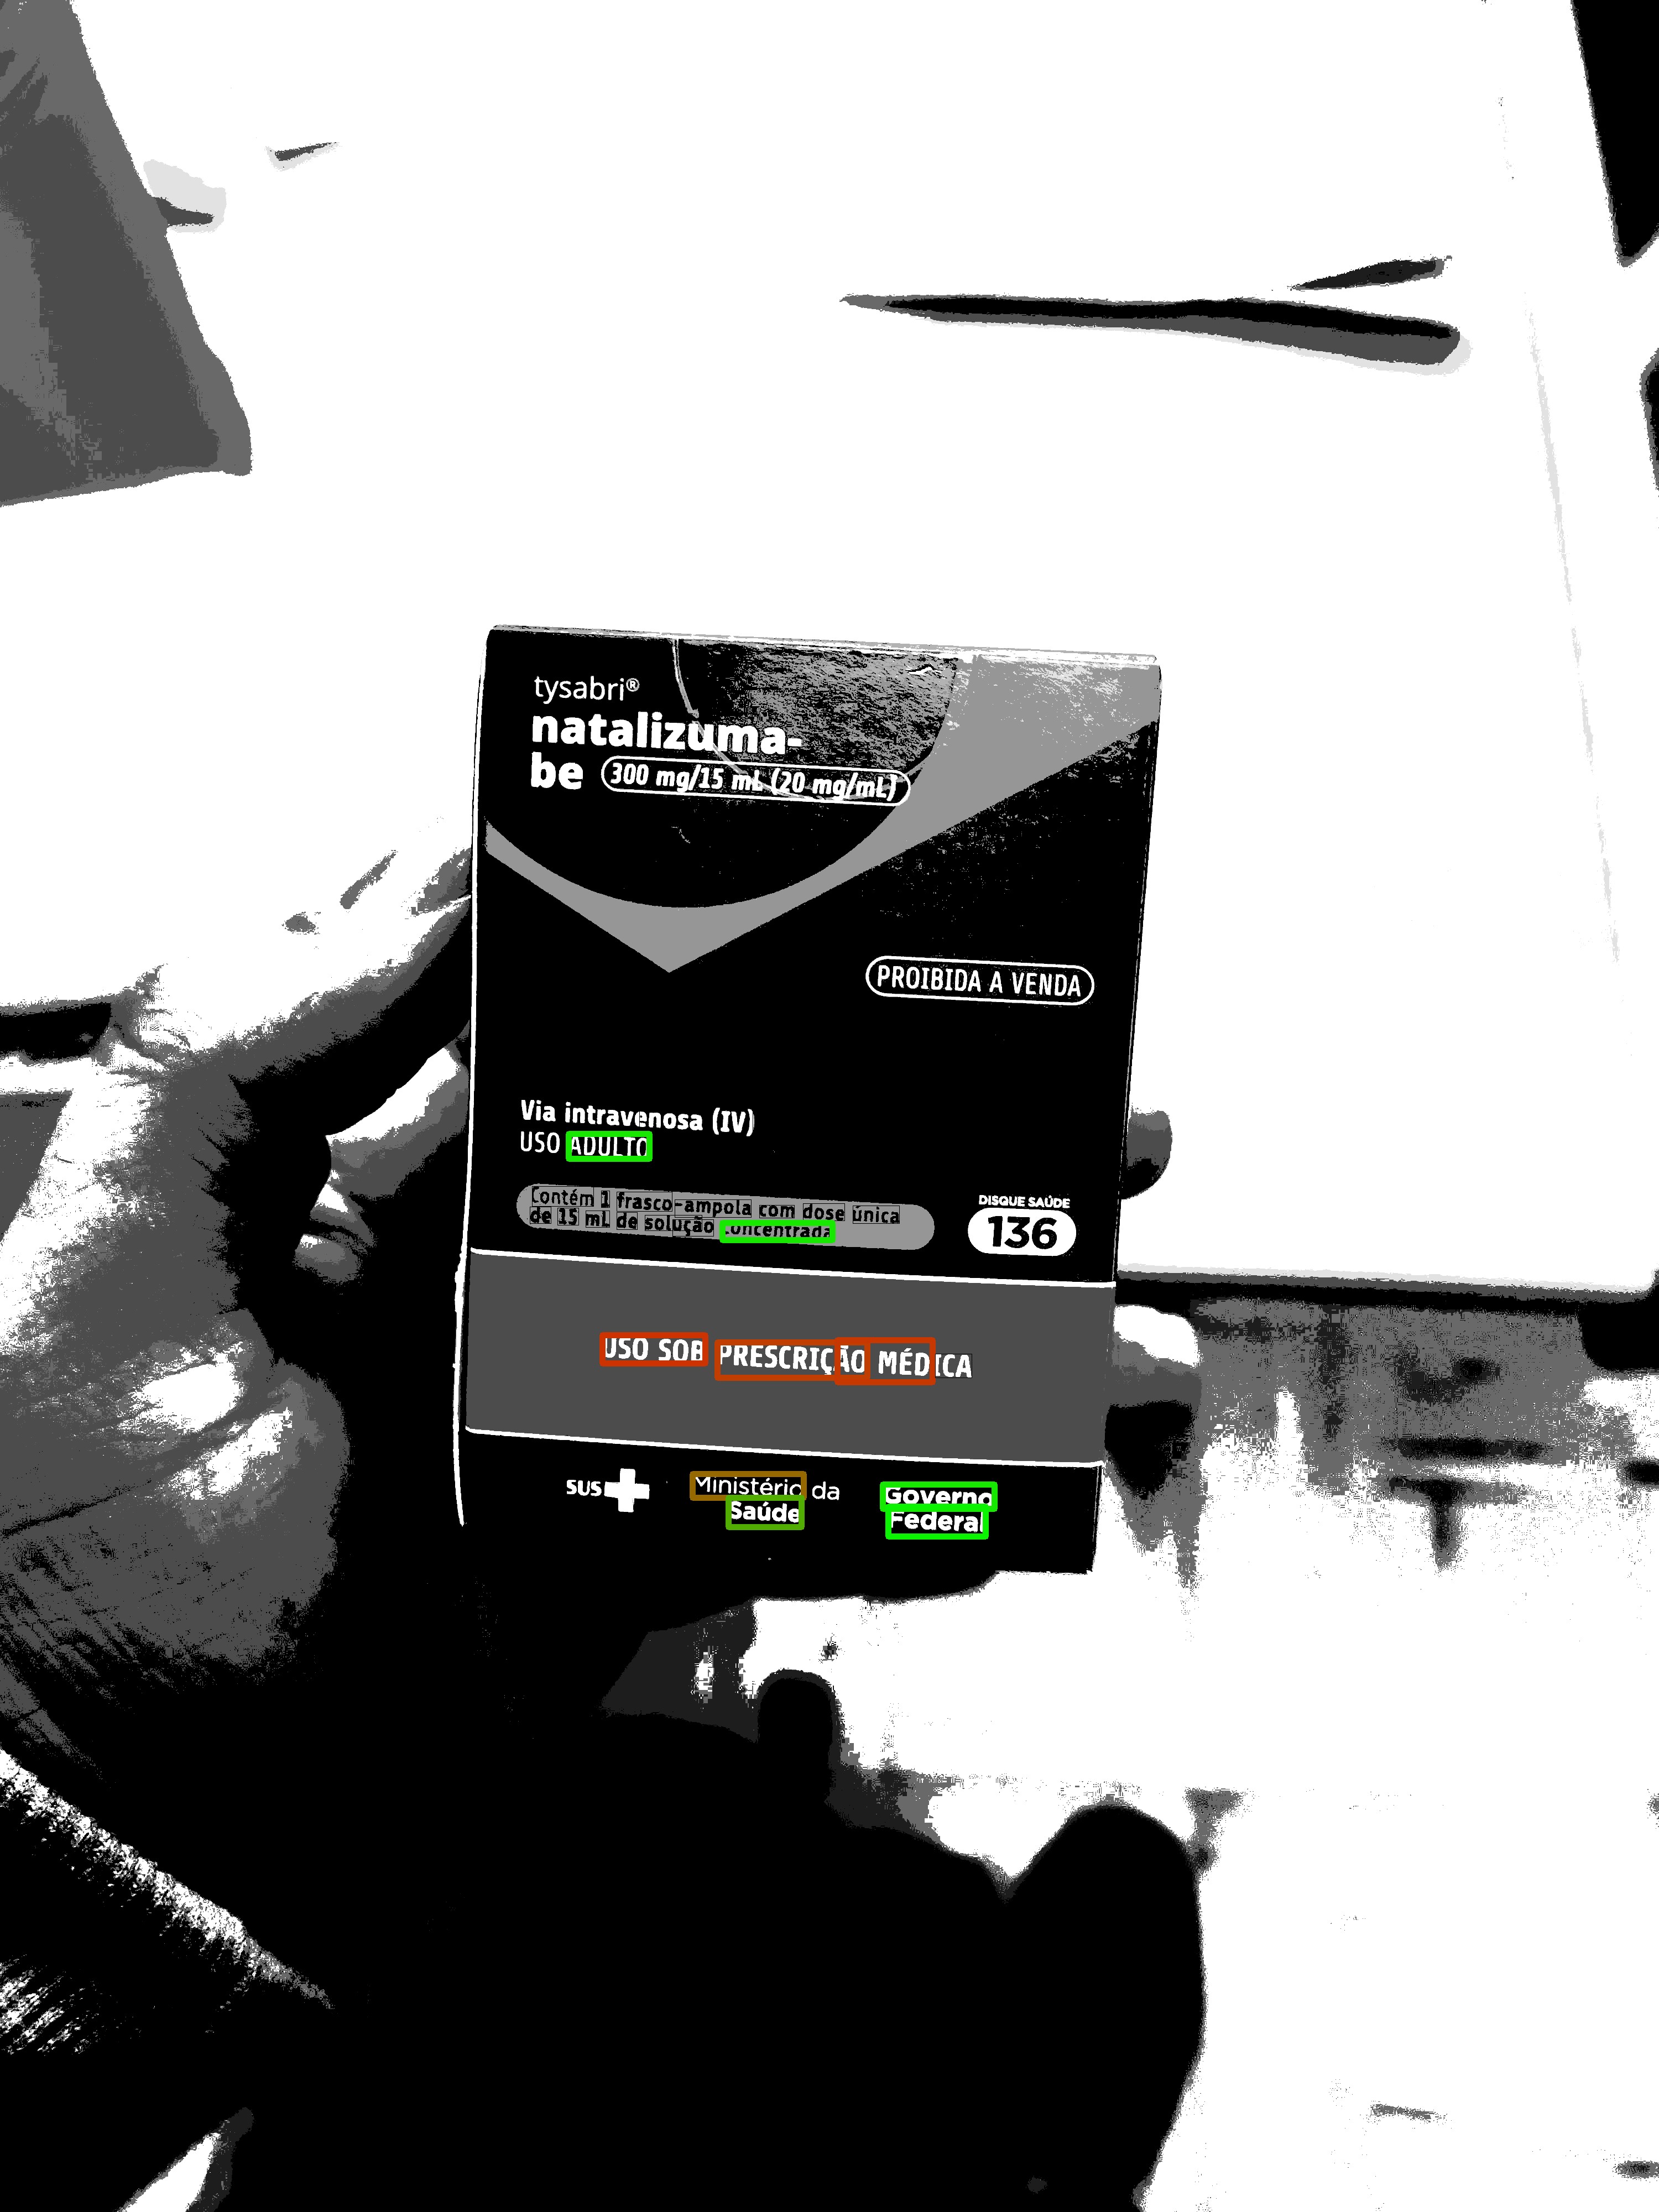 tysabri®
natalizuma-
be 300 mg/15 mL (20 mg/mL)
PROIBIDA A VENDA
Via intravenosa (IV)
USO ADULTO
Contém 1 frasco-ampola com dose única
de 15 mL de solução concentrada
DISQUE SAÚDE
136
USO SOB PRESCRIÇÃO MÉDICA
SUS
Ministério da
Saúde
Governo
Federal